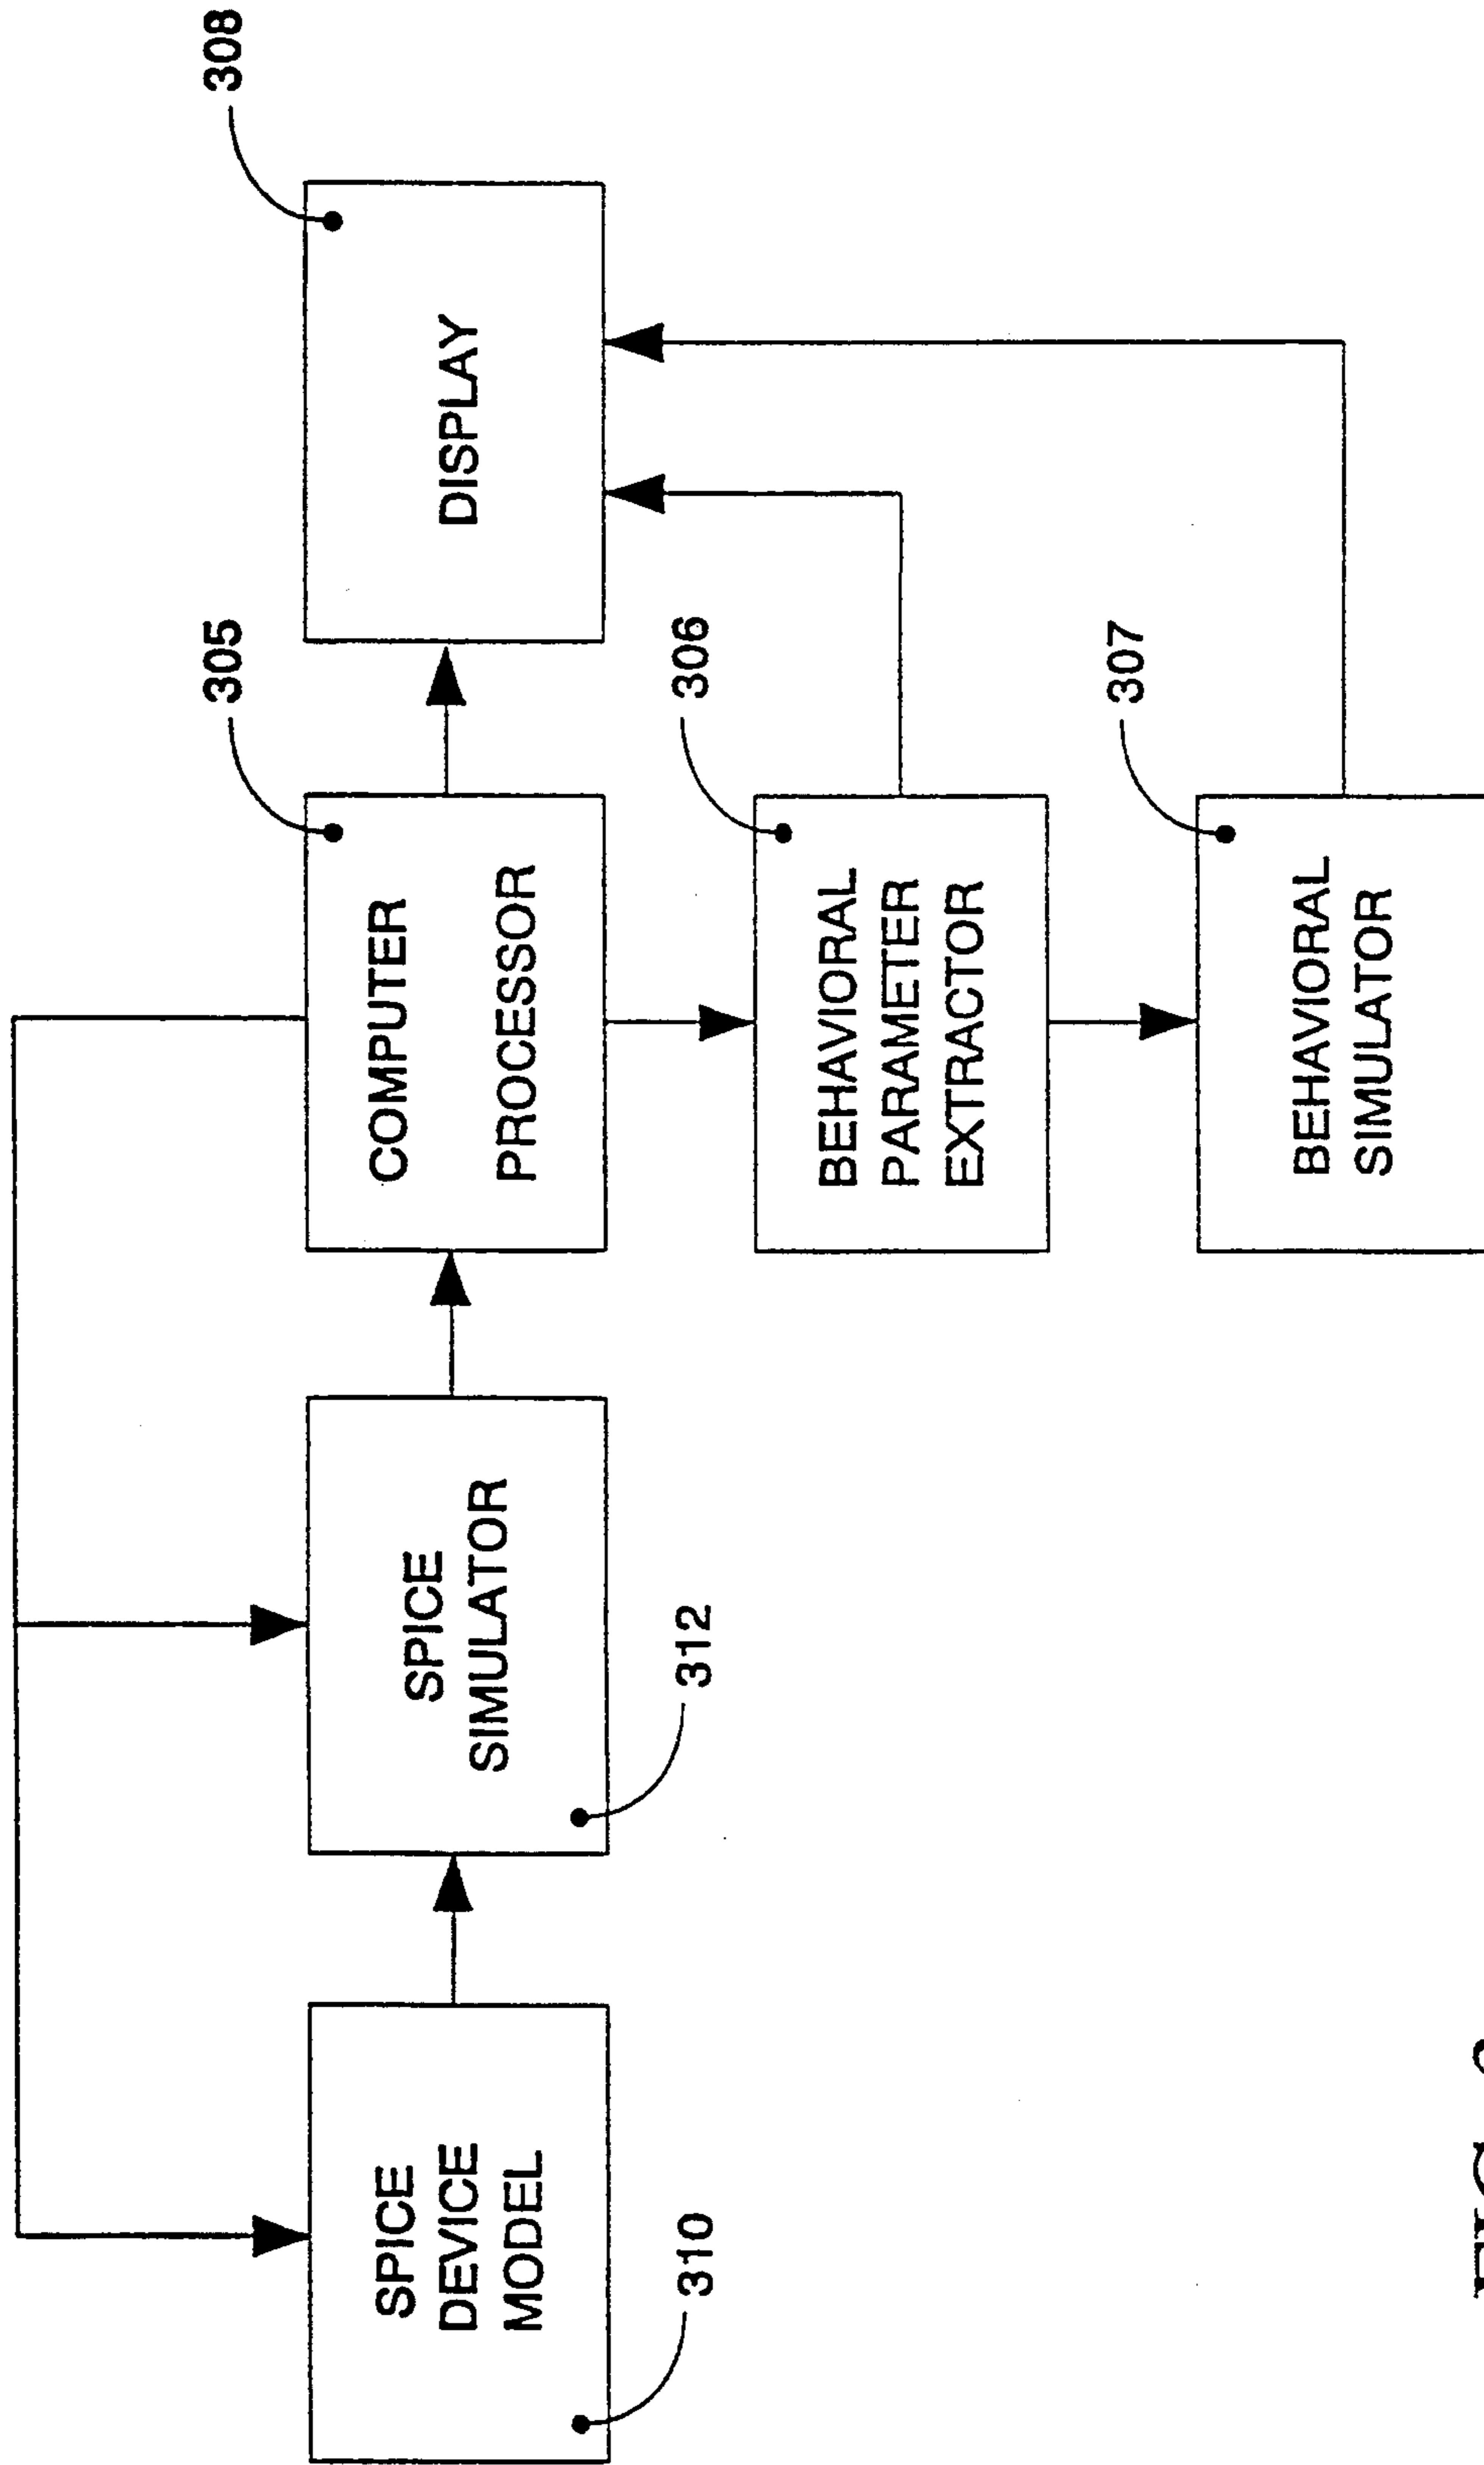 305
308
SPICE
DEVICE
MODEL
SPICE
SIMULATOR
COMPUTER
PROCESSOR
DISPLAY
310
312
306
BEHAVIORAL
PARAMETER
EXTRACTOR
307
BEHAVIORAL
SIMULATOR
FIG.